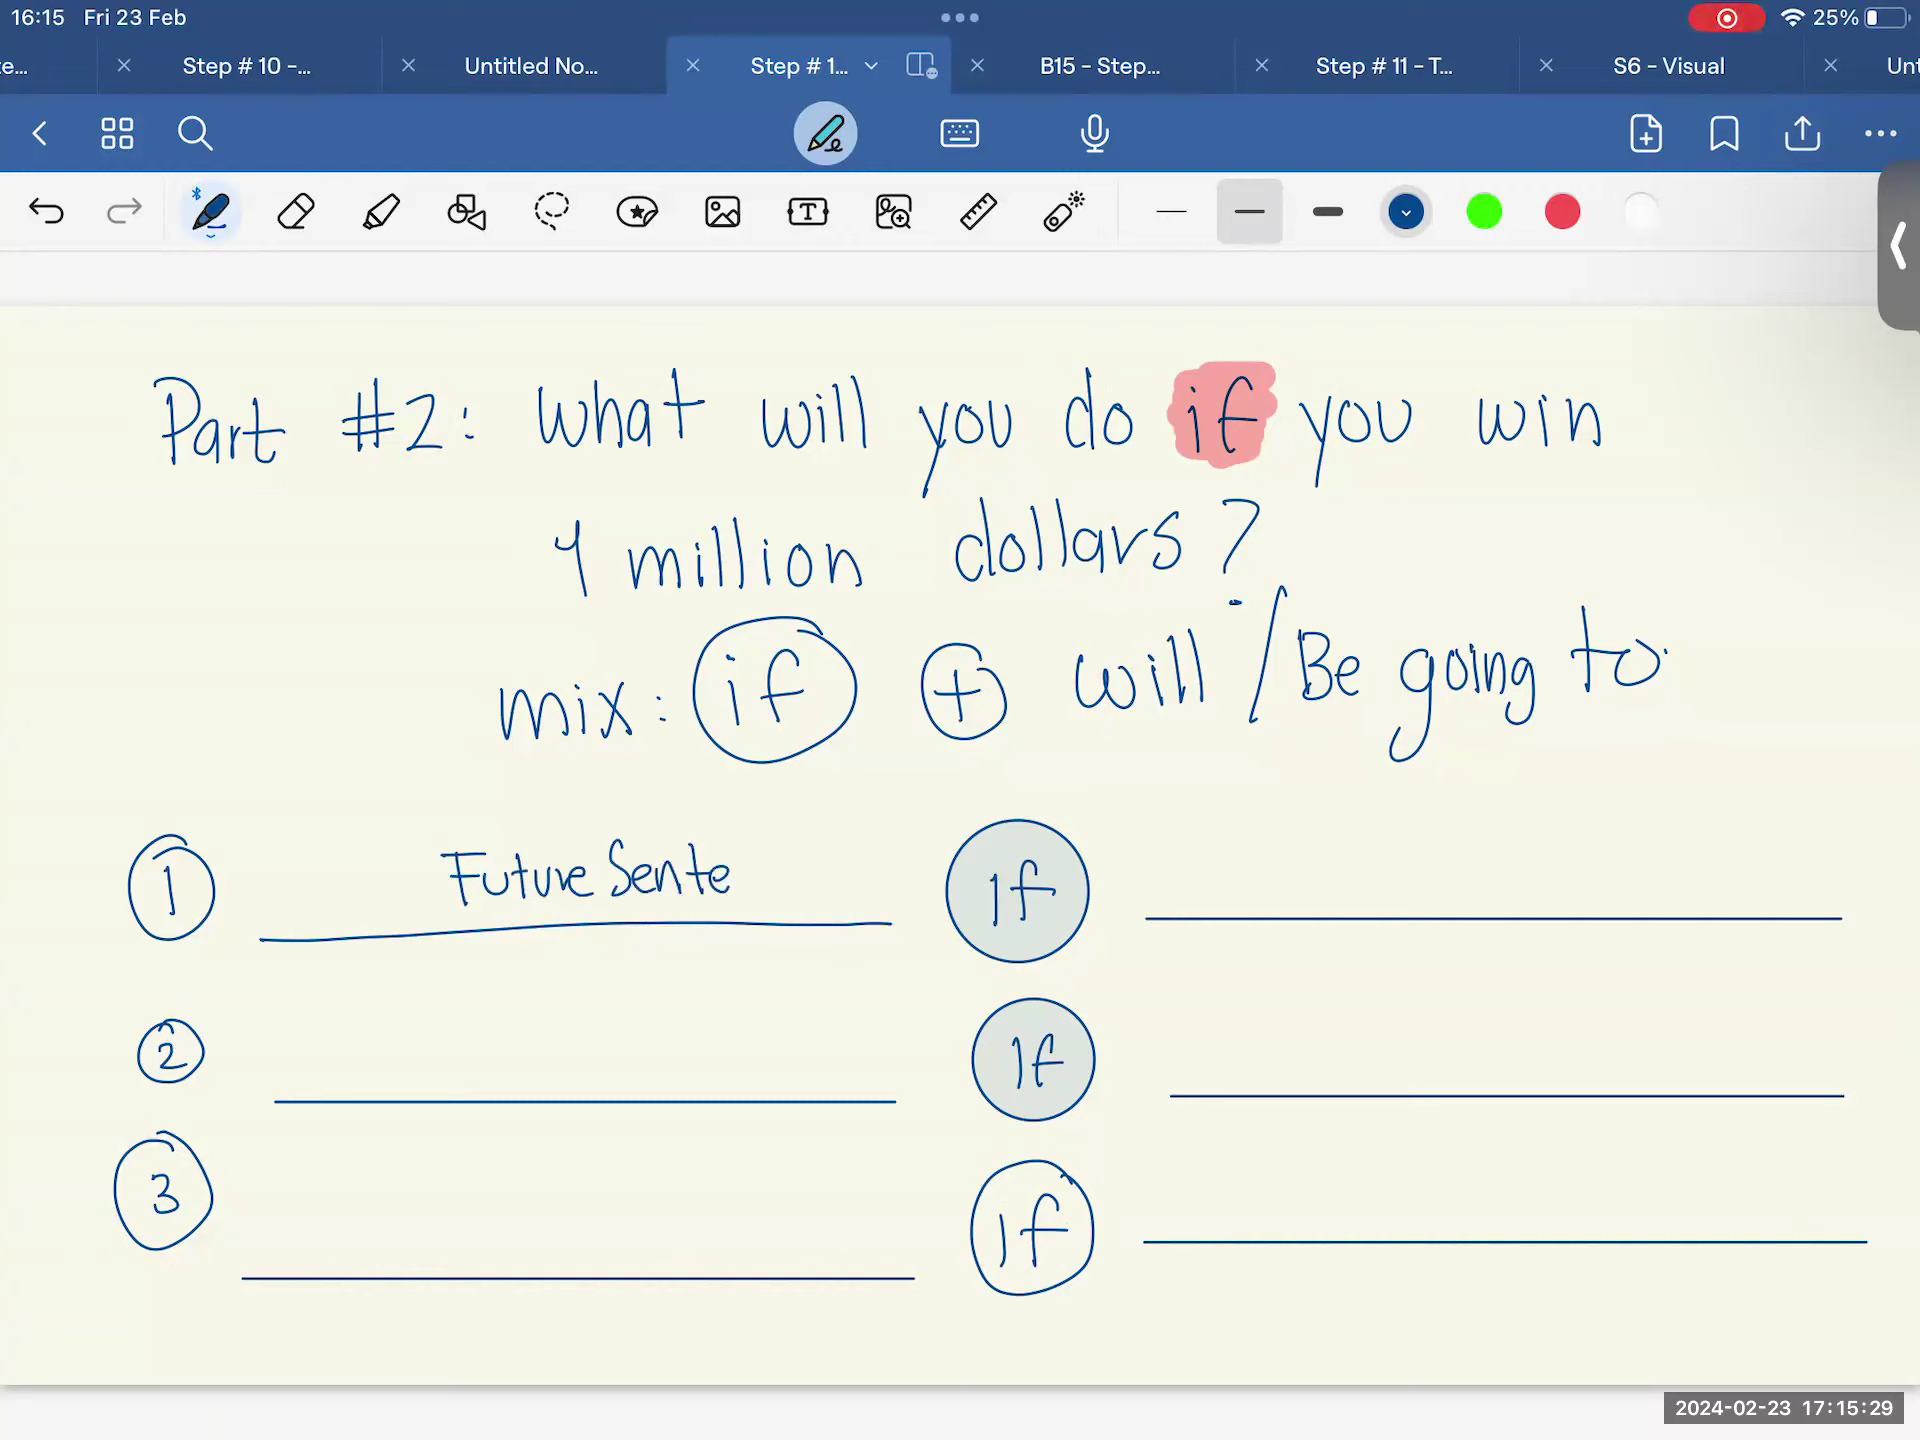 16:15 Fri 23 Feb 25%
e... Step # 10 -... Untitled No... Step # 1... B15 - Step... Step # 11 - T... S6 - Visual Unt
Part #2: What will you do if you win
1 million dollars?
mix: if + will / Be going to
1 Future Sente If
2 If
3 If
2024-02-23 17:15:29